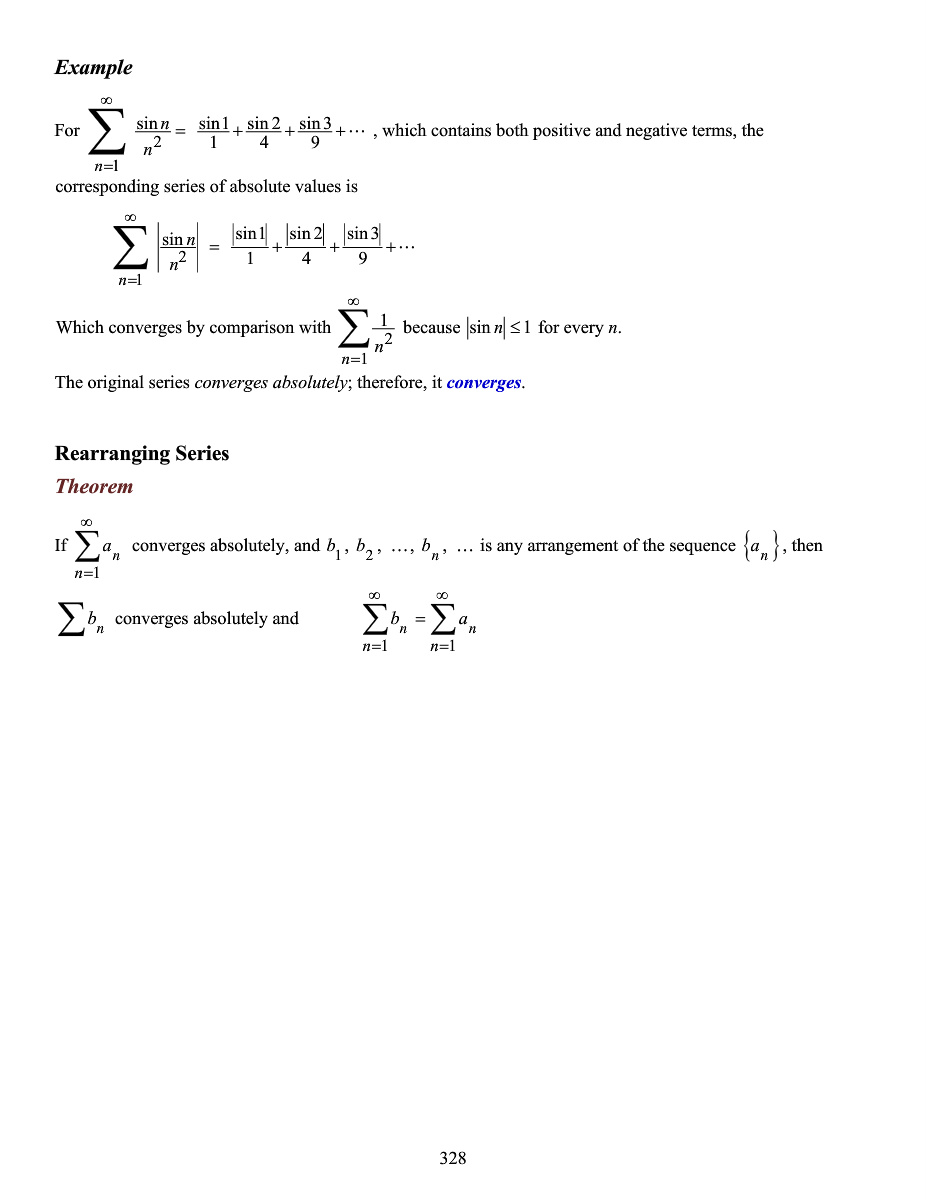 Example
For $\sum_{n=1}^{\infty} \frac{\sin n}{n^2} = \frac{\sin 1}{1} + \frac{\sin 2}{4} + \frac{\sin 3}{9} + \cdots$ , which contains both positive and negative terms, the
corresponding series of absolute values is
$\sum_{n=1}^{\infty} \left| \frac{\sin n}{n^2} \right| = \frac{|\sin 1|}{1} + \frac{|\sin 2|}{4} + \frac{|\sin 3|}{9} + \cdots$
Which converges by comparison with $\sum_{n=1}^{\infty} \frac{1}{n^2}$ because $|\sin n| \le 1$ for every n.
The original series converges absolutely; therefore, it converges.
Rearranging Series
Theorem
If $\sum_{n=1}^{\infty} a_n$ converges absolutely, and $b_1, b_2, \ldots, b_n, \ldots$ is any arrangement of the sequence $\{a_n\}$, then
$\sum b_n$ converges absolutely and $\sum_{n=1}^{\infty} b_n = \sum_{n=1}^{\infty} a_n$
328